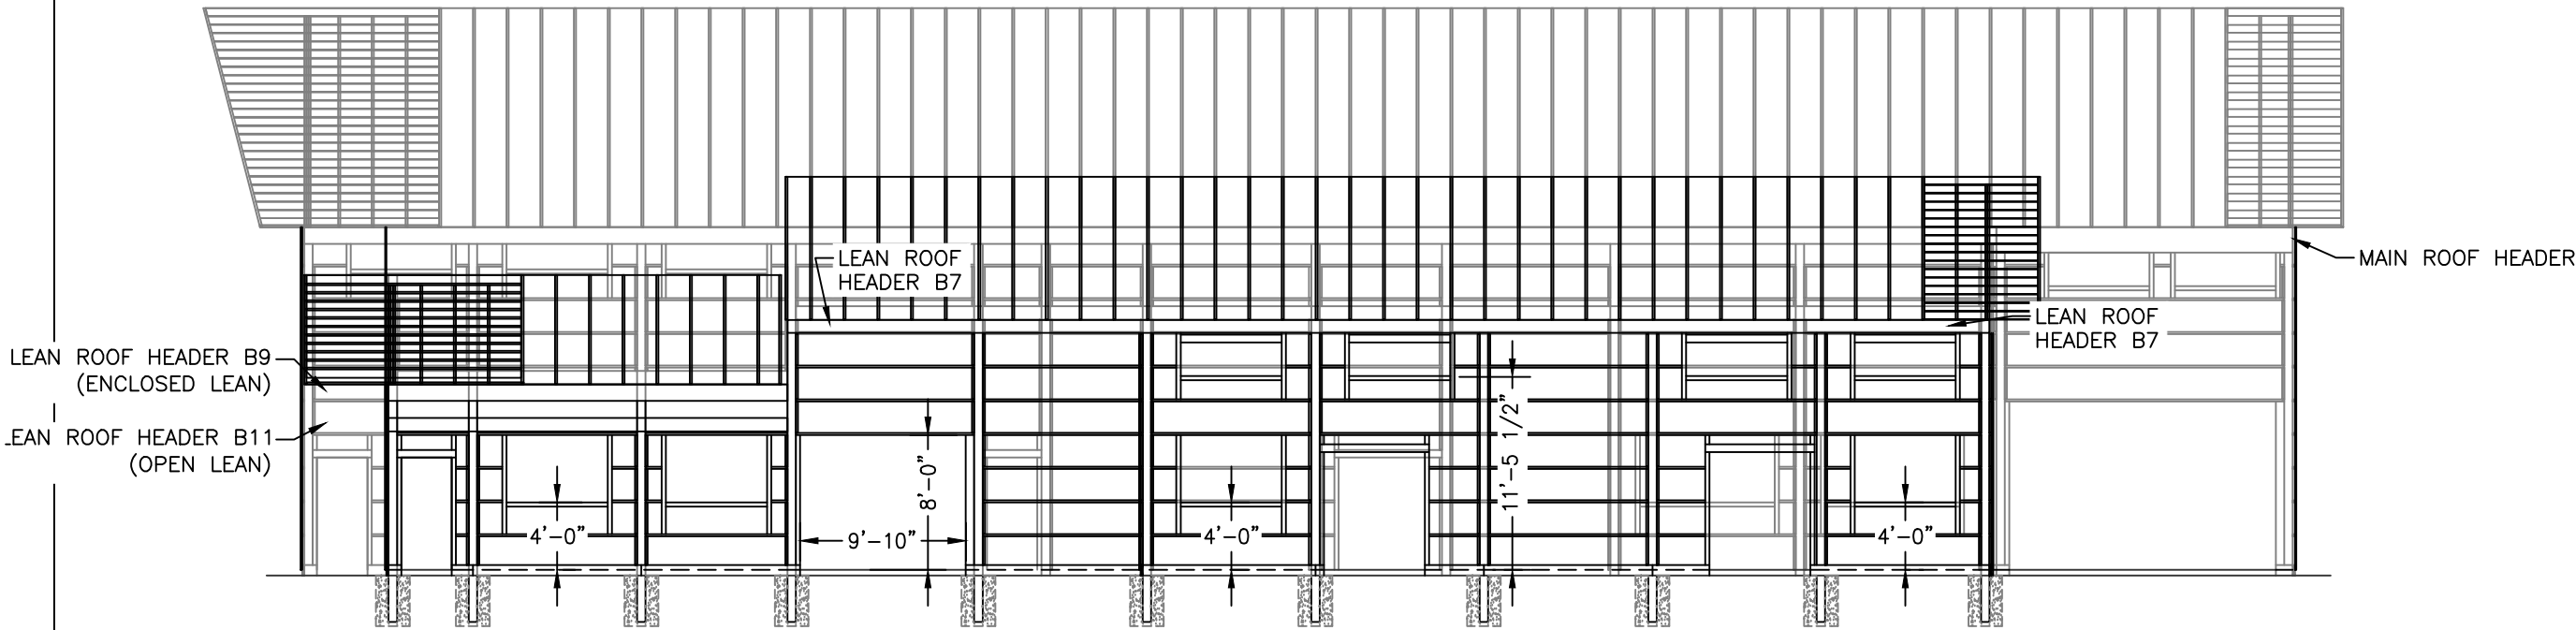 LEAN ROOF
HEADER B7
MAIN ROOF HEADER
LEAN ROOF
HEADER B7
LEAN ROOF HEADER B9
(ENCLOSED LEAN)
LEAN ROOF HEADER B11
(OPEN LEAN)
11'-5 1/2"
8'-0"
4'-0"
9'-10"
4'-0"
4'-0"